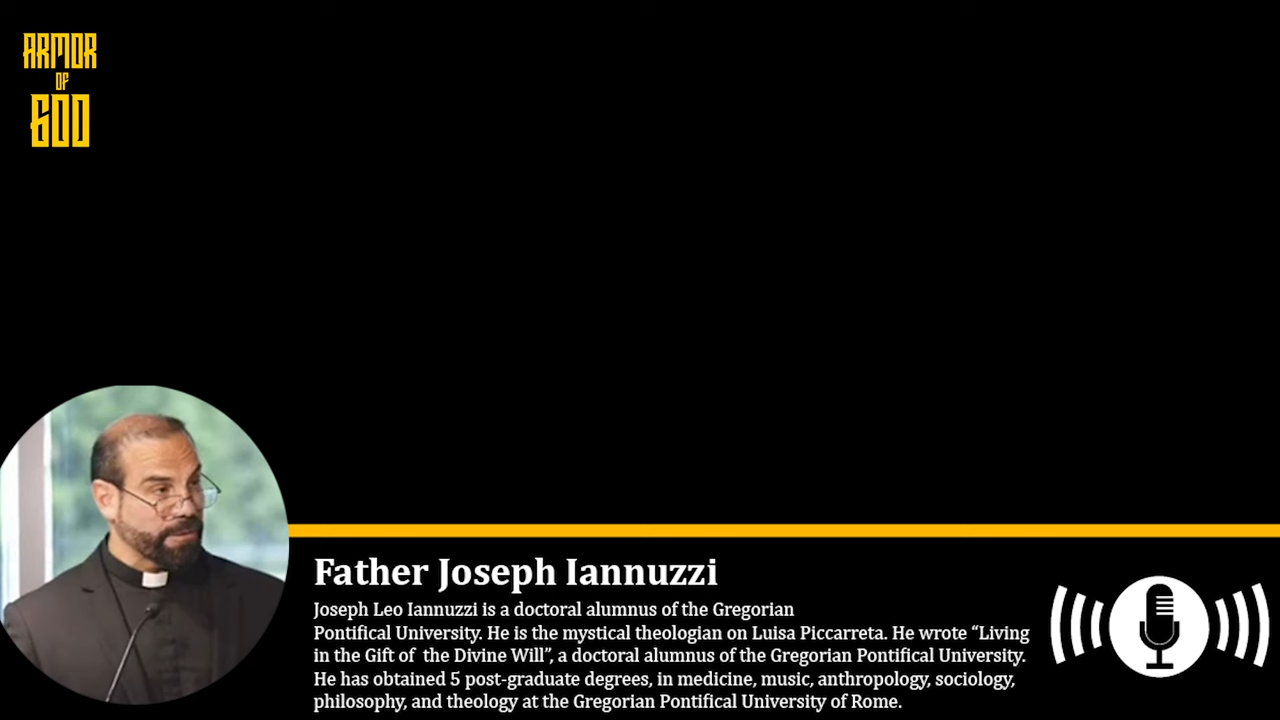 ARMOR
OF
GOD
Father Joseph Iannuzzi
Joseph Leo Iannuzzi is a doctoral alumnus of the Gregorian
Pontifical University. He is the mystical theologian on Luisa Piccarreta. He wrote “Living
in the Gift of  the Divine Will”, a doctoral alumnus of the Gregorian Pontifical University.
He has obtained 5 post-graduate degrees, in medicine, music, anthropology, sociology,
philosophy, and theology at the Gregorian Pontifical University of Rome.